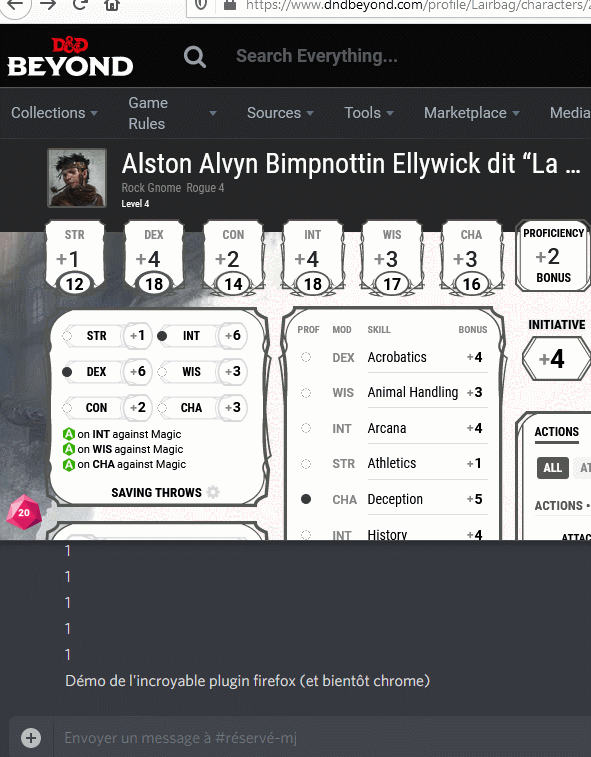 https://www.dndbeyond.com/profile/Lairbag/characters/2
D&D
BEYOND
Search Everything...
Collections
Game
Rules
Sources
Tools
Marketplace
Media
Alston Alvyn Bimpnottin Ellywick dit “La ...
Rock Gnome Rogue 4
Level 4
STR DEX CON INT WIS CHA PROFICIENCY
+1 +4 +2 +4 +3 +3 +2
12 18 14 18 17 16 BONUS
STR +1 INT +6
DEX +6 WIS +3
CON +2 CHA +3
A on INT against Magic
A on WIS against Magic
A on CHA against Magic
SAVING THROWS
PROF MOD SKILL BONUS
DEX Acrobatics +4
WIS Animal Handling +3
INT Arcana +4
STR Athletics +1
CHA Deception +5
INT History +4
INITIATIVE
+4
ACTIONS
ALL AT
ACTIONS •
ATTAC
20
1
1
1
1
1
Démo de l'incroyable plugin firefox (et bientôt chrome)
Envoyer un message à #réservé-mj